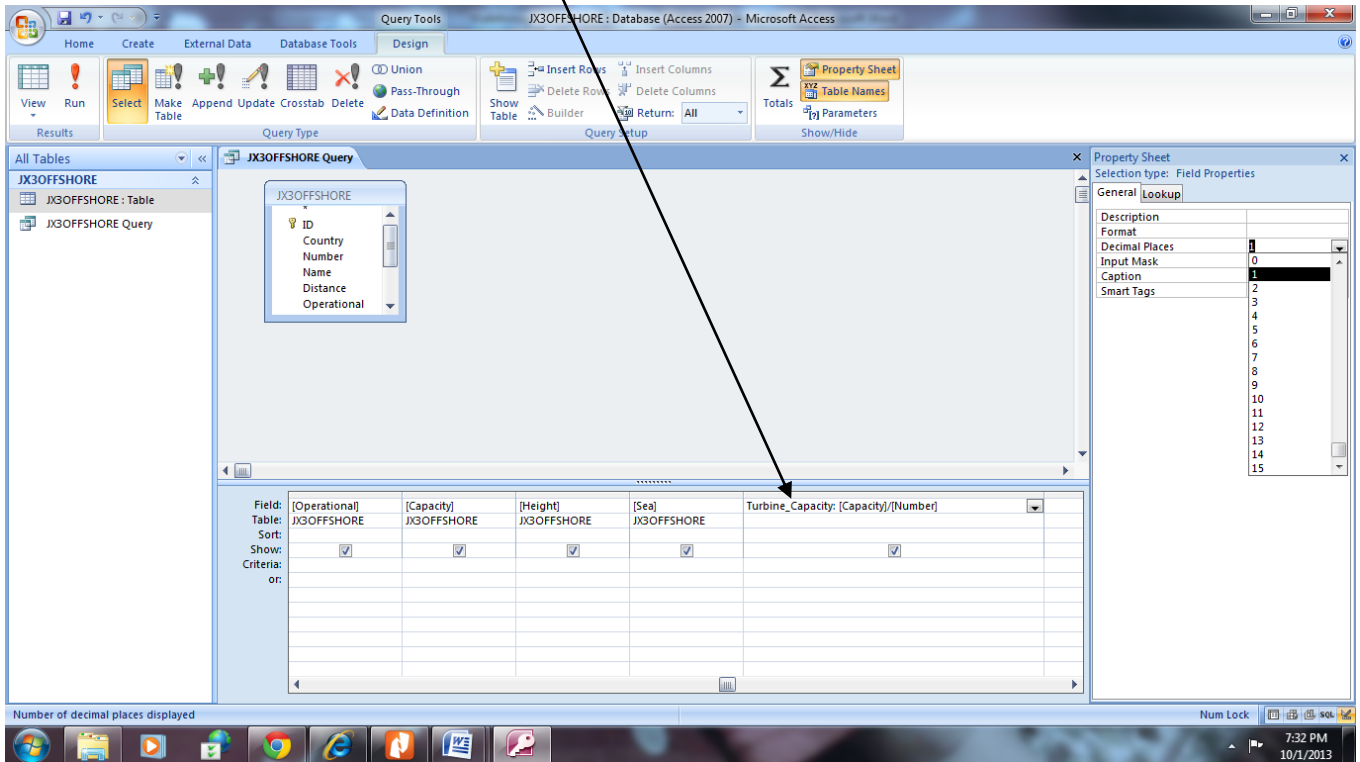 Query Tools JX3OFFSHORE : Database (Access 2007) - Microsoft Access
Home Create External Data Database Tools Design
View Run Select Make Table Append Update Crosstab Delete Union Pass-Through Data Definition Show Table Insert Rows Delete Rows Builder Insert Columns Delete Columns Return: All Totals Property Sheet Table Names Parameters
Results Query Type Query Setup Show/Hide
All Tables
JX3OFFSHORE
JX3OFFSHORE : Table
JX3OFFSHORE Query
JX3OFFSHORE Query
JX3OFFSHORE
*
ID
Country
Number
Name
Distance
Operational
Property Sheet
Selection type: Field Properties
General Lookup
Description
Format
Decimal Places 1
Input Mask
Caption
Smart Tags
0
1
2
3
4
5
6
7
8
9
10
11
12
13
14
15
Field: [Operational] [Capacity] [Height] [Sea] Turbine_Capacity: [Capacity]/[Number]
Table: JX3OFFSHORE JX3OFFSHORE JX3OFFSHORE JX3OFFSHORE
Sort:
Show:
Criteria:
or:
Number of decimal places displayed Num Lock SQL
7:32 PM
10/1/2013